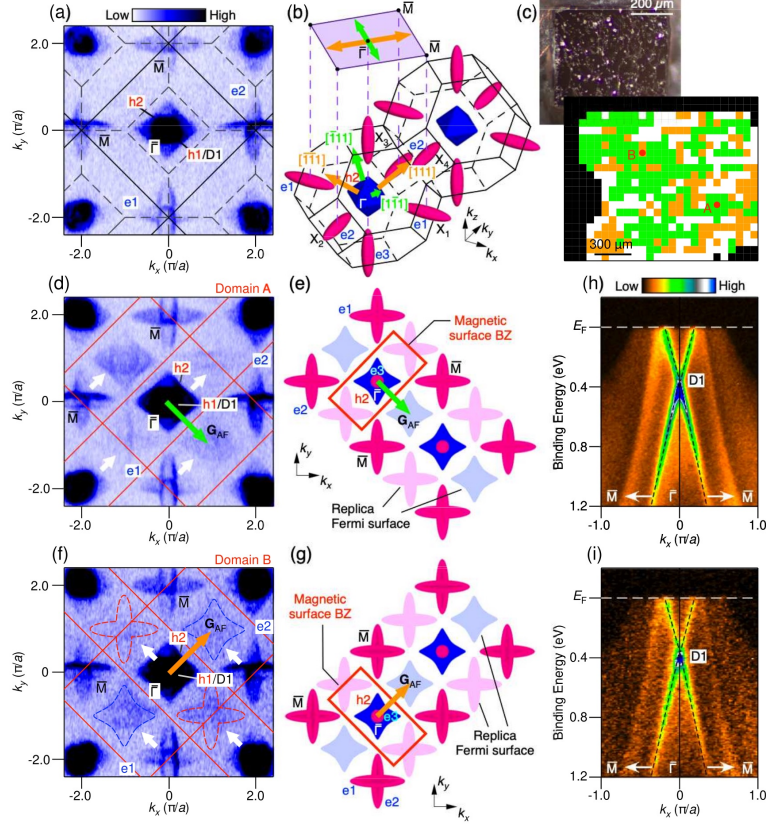 (a)
Low
High
2.0
0
-2.0
k_y (π/a)
M̅
e2
h2
M̅
Γ̅
h1/D1
e1
-2.0
0
2.0
k_x (π/a)
(b)
M̅
M̅
Γ̅
X₃
e2
X₄
[1̅11]
[1̅1̅1]
[111]
e1
h2
Γ
[11̅1]
e1
X₁
X₂
e2
e3
k_z
k_y
k_x
(c)
200 µm
B
A
300 µm
(d)
Domain A
2.0
0
-2.0
k_y (π/a)
M̅
e2
h2
M̅
h1/D1
Γ̅
G_AF
e1
-2.0
0
2.0
k_x (π/a)
(e)
e1
Magnetic
surface BZ
e3
M̅
h2
Γ̅
e2
G_AF
k_y
M̅
k_x
Replica
Fermi surface
(h)
Low
High
E_F
0.4
0.8
1.2
Binding Energy (eV)
D1
M̅
Γ̅
M̅
-1.0
0
1.0
k_x (π/a)
(f)
Domain B
2.0
0
-2.0
k_y (π/a)
M̅
G_AF
e2
h2
M̅
h1/D1
Γ̅
e1
-2.0
0
2.0
k_x (π/a)
(g)
Magnetic
surface BZ
M̅
G_AF
h2
M̅
e3
Γ̅
Replica
Fermi surface
e1
e2
k_y
k_x
(i)
E_F
0.4
0.8
1.2
Binding Energy (eV)
D1
M̅
Γ̅
M̅
-1.0
0
1.0
k_x (π/a)